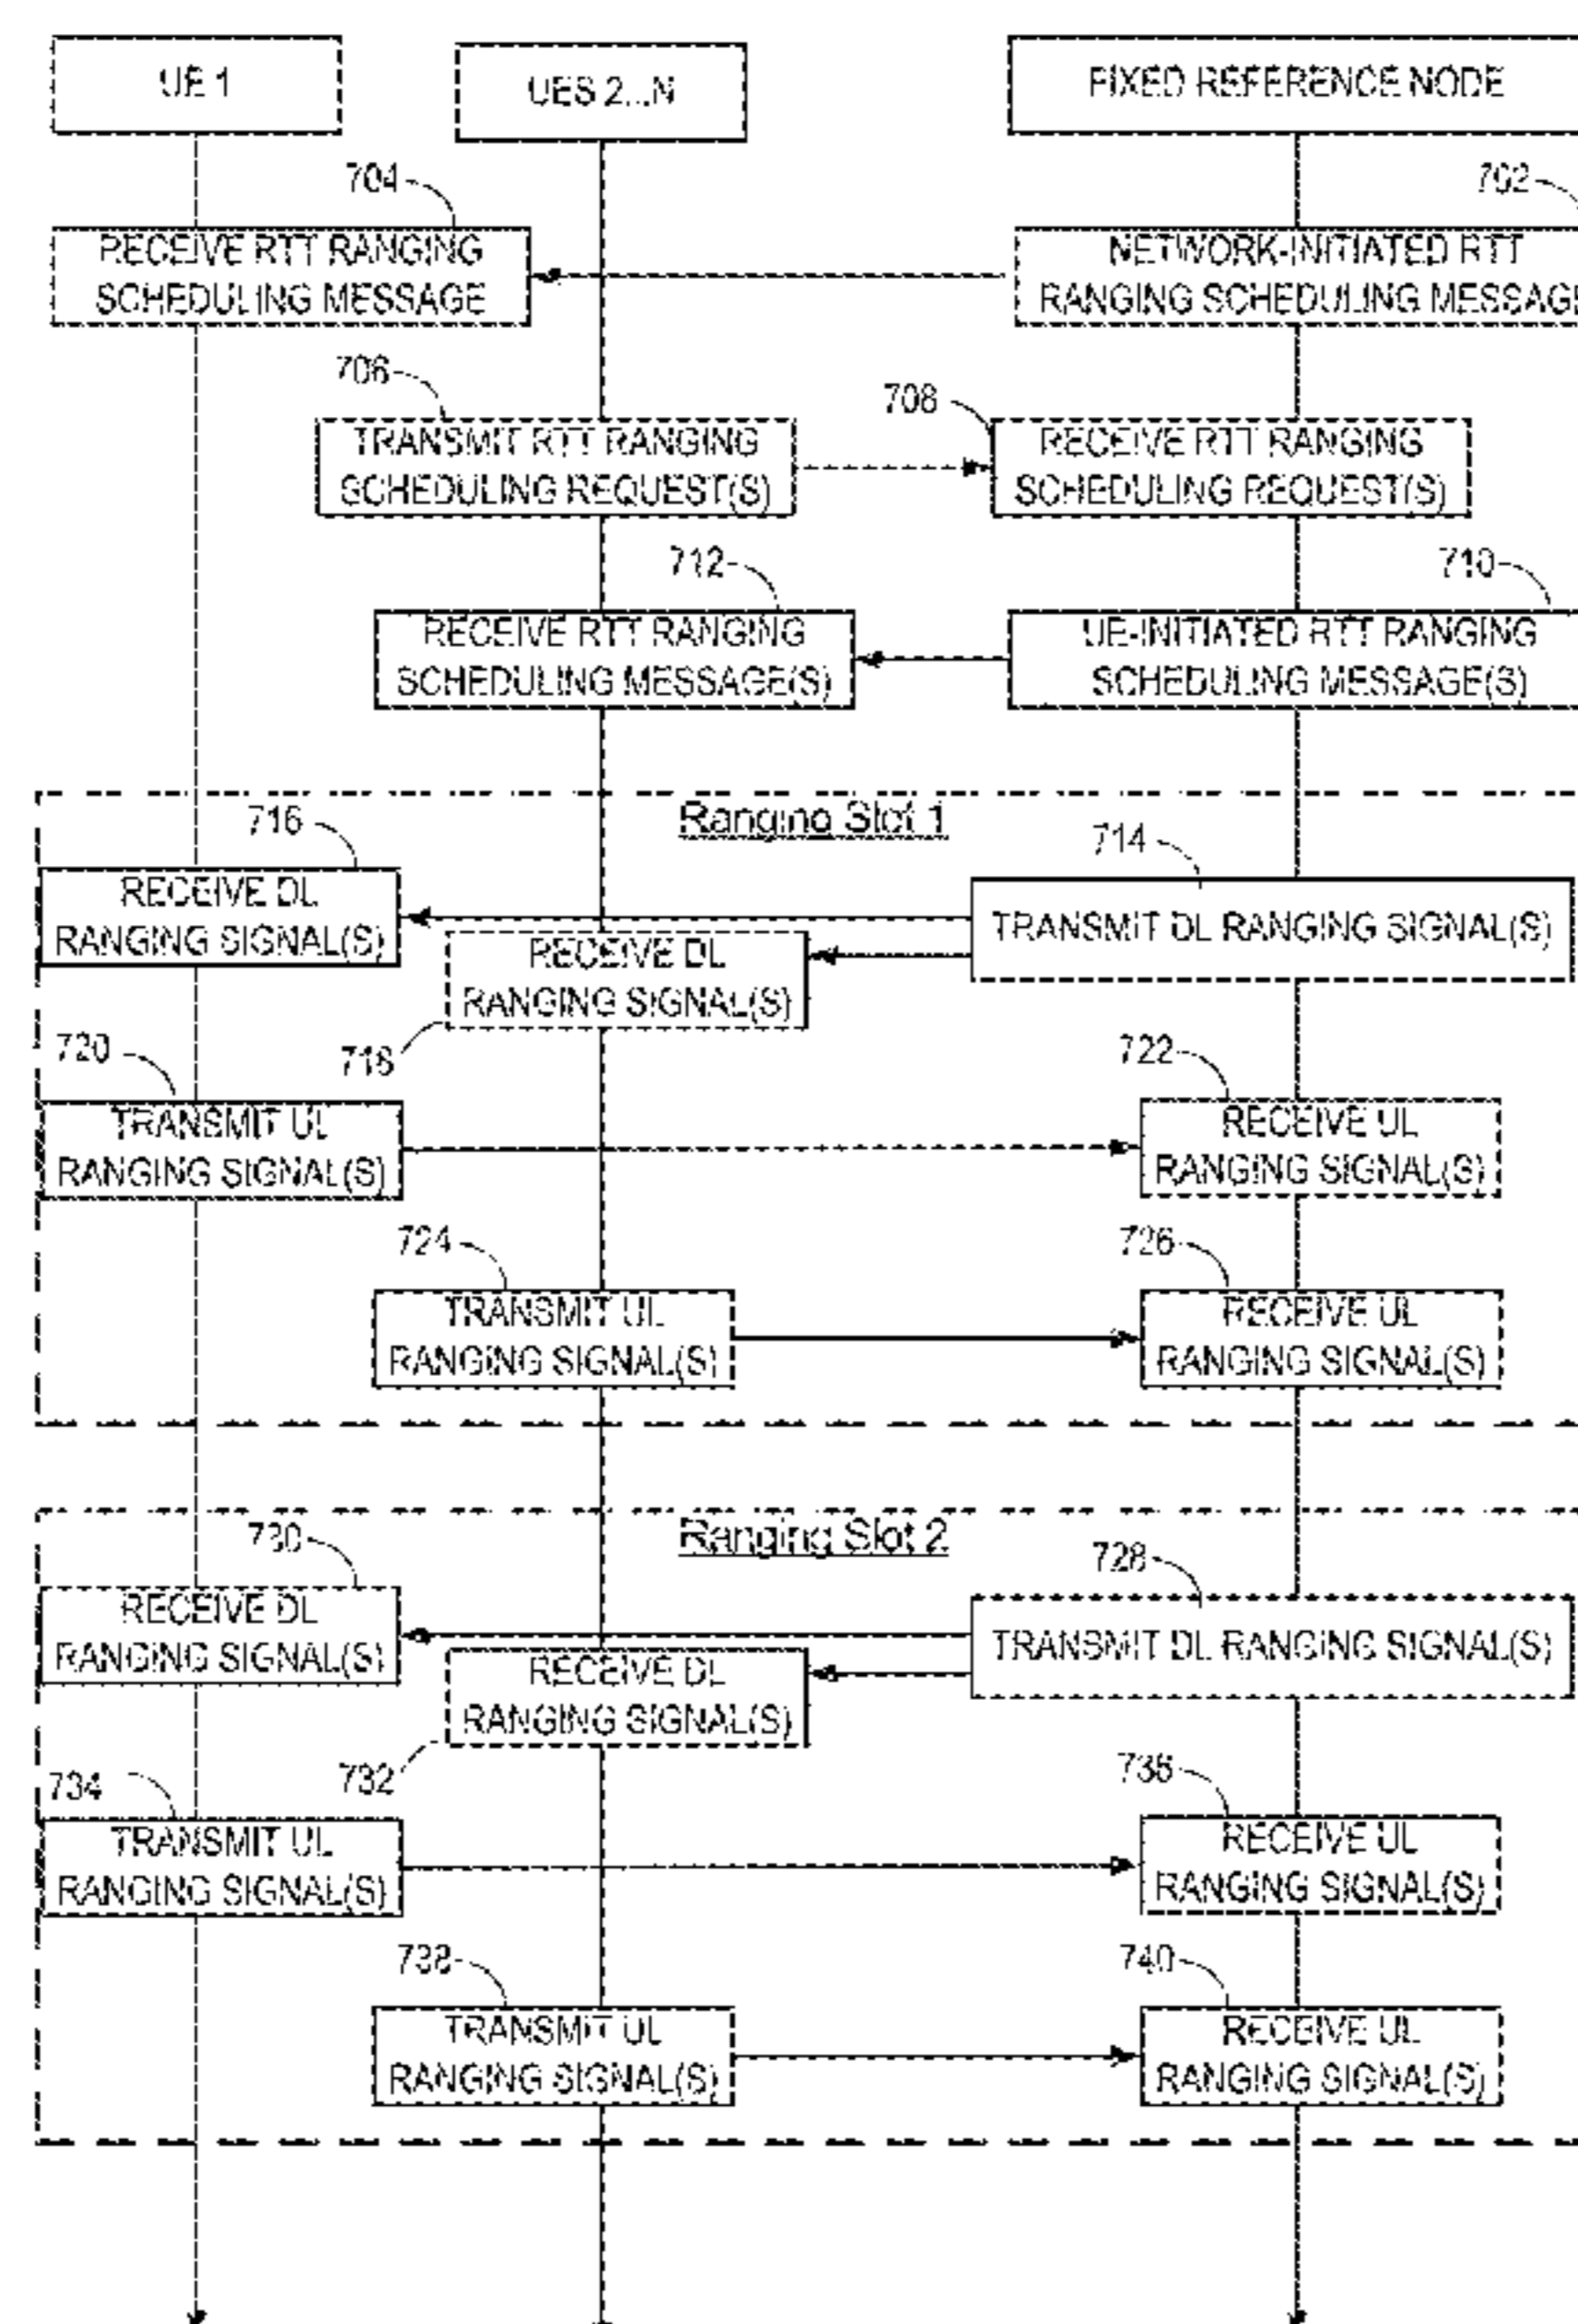 UE 1
UES 2...N
FIXED REFERENCE NODE
704
702
RECEIVE RTT RANGING
SCHEDULING MESSAGE
NETWORK-INITIATED RTT
RANGING SCHEDULING MESSAGE
706
708
TRANSMIT RTT RANGING
SCHEDULING REQUEST(S)
RECEIVE RTT RANGING
SCHEDULING REQUEST(S)
712
710
RECEIVE RTT RANGING
SCHEDULING MESSAGE(S)
UE-INITIATED RTT RANGING
SCHEDULING MESSAGE(S)
Ranging Slot 1
716
714
RECEIVE DL
RANGING SIGNAL(S)
TRANSMIT DL RANGING SIGNAL(S)
RECEIVE DL
RANGING SIGNAL(S)
718
720
722
TRANSMIT UL
RANGING SIGNAL(S)
RECEIVE UL
RANGING SIGNAL(S)
724
726
TRANSMIT UL
RANGING SIGNAL(S)
RECEIVE UL
RANGING SIGNAL(S)
Ranging Slot 2
730
728
RECEIVE DL
RANGING SIGNAL(S)
TRANSMIT DL RANGING SIGNAL(S)
RECEIVE DL
RANGING SIGNAL(S)
732
734
736
TRANSMIT UL
RANGING SIGNAL(S)
RECEIVE UL
RANGING SIGNAL(S)
738
740
TRANSMIT UL
RANGING SIGNAL(S)
RECEIVE UL
RANGING SIGNAL(S)